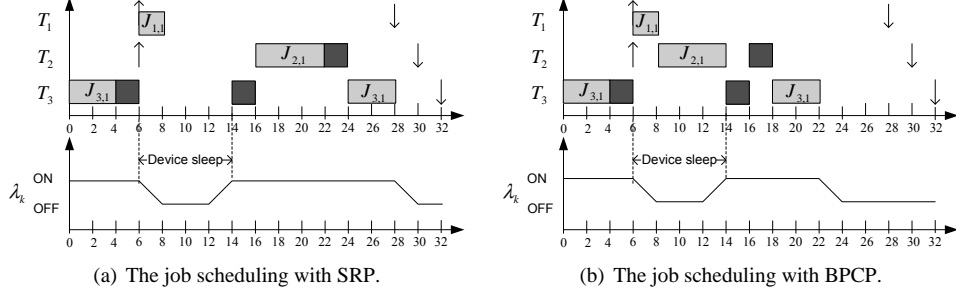 T1 J1,1
T2 J2,1
T3 J3,1 J3,1
0 2 4 6 8 10 12 14 16 18 20 22 24 26 28 30 32
Device sleep
λk ON
OFF
0 2 4 6 8 10 12 14 16 18 20 22 24 26 28 30 32
(a) The job scheduling with SRP.
T1 J1,1
T2 J2,1
T3 J3,1 J3,1
0 2 4 6 8 10 12 14 16 18 20 22 24 26 28 30 32
Device sleep
λk ON
OFF
0 2 4 6 8 10 12 14 16 18 20 22 24 26 28 30 32
(b) The job scheduling with BPCP.